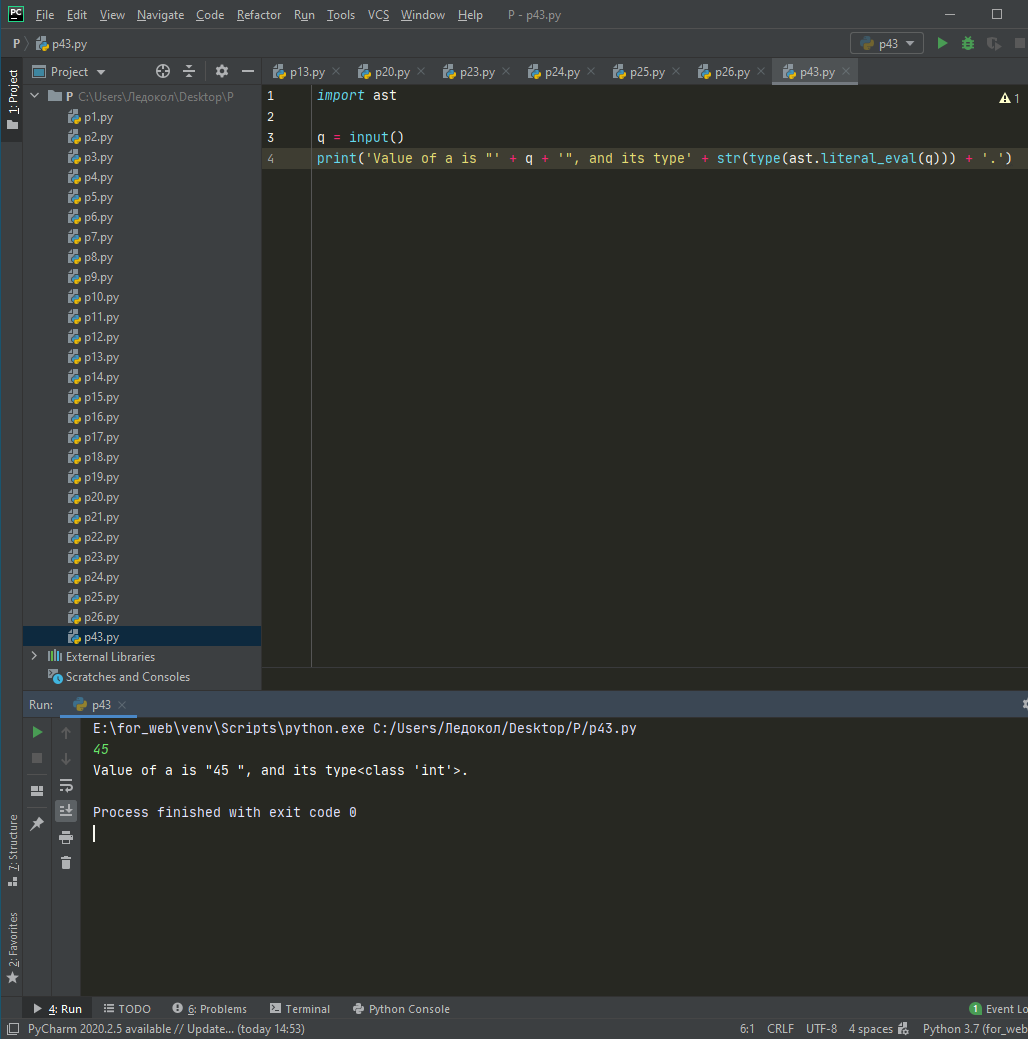 PC File Edit View Navigate Code Refactor Run Tools VCS Window Help P - p43.py
P p43.py p43
1: Project
Project p13.py p20.py p23.py p24.py p25.py p26.py p43.py
P C:\Users\Ледокол\Desktop\P
p1.py
p2.py
p3.py
p4.py
p5.py
p6.py
p7.py
p8.py
p9.py
p10.py
p11.py
p12.py
p13.py
p14.py
p15.py
p16.py
p17.py
p18.py
p19.py
p20.py
p21.py
p22.py
p23.py
p24.py
p25.py
p26.py
p43.py
External Libraries
Scratches and Consoles
1 import ast 1
2
3 q = input()
4 print('Value of a is "' + q + '", and its type' + str(type(ast.literal_eval(q))) + '.')
Run: p43
E:\for_web\venv\Scripts\python.exe C:/Users/Ледокол/Desktop/P/p43.py
45
Value of a is "45 ", and its type<class 'int'>.
Process finished with exit code 0
7: Structure
2: Favorites
4: Run TODO 6: Problems Terminal Python Console 1 Event Lo
PyCharm 2020.2.5 available // Update... (today 14:53) 6:1 CRLF UTF-8 4 spaces Python 3.7 (for_web